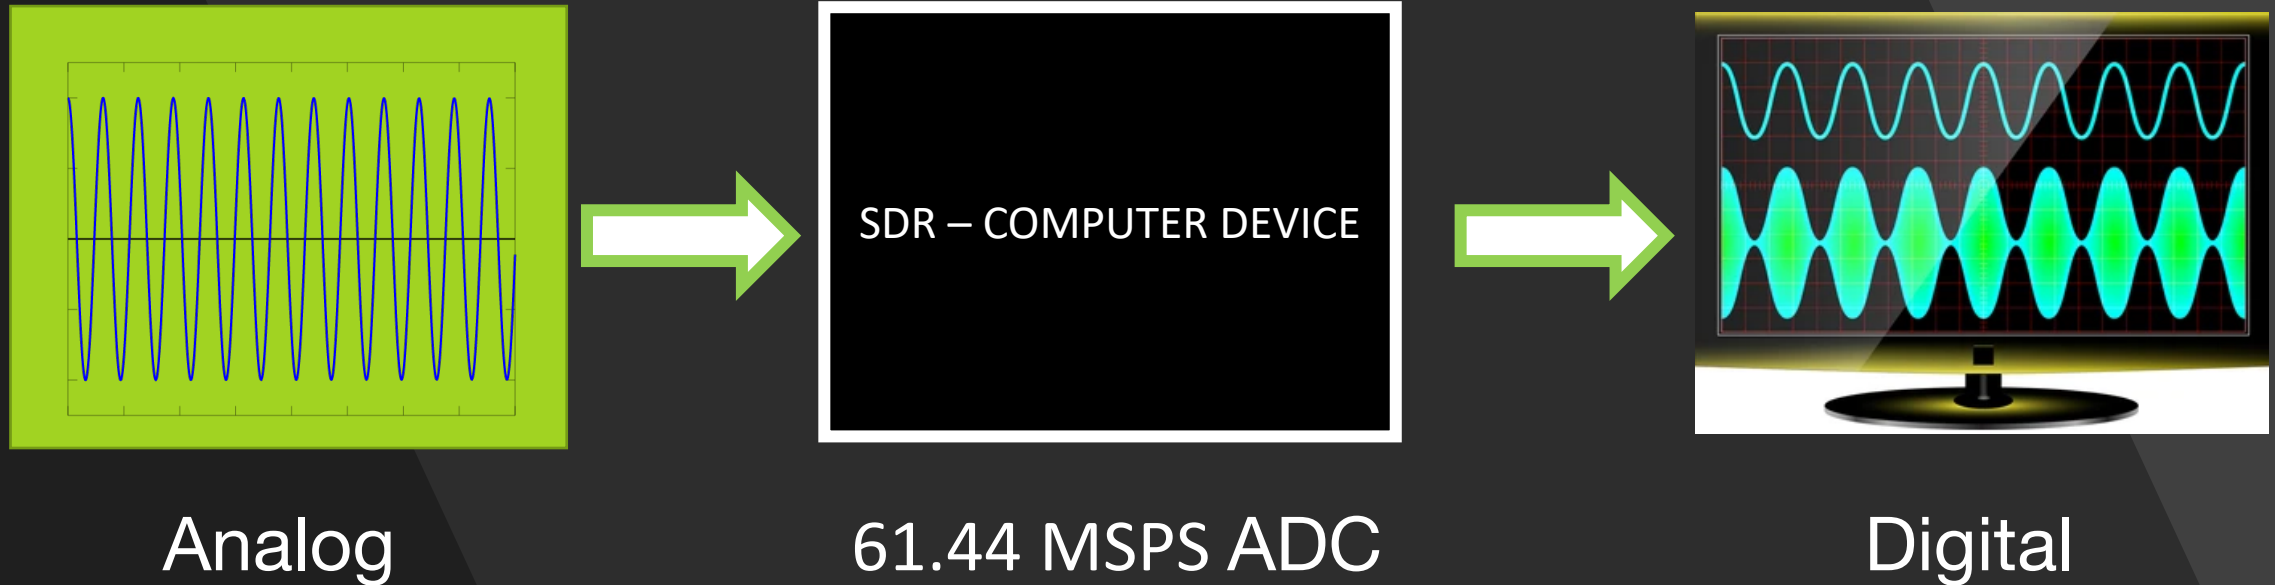 SDR – COMPUTER DEVICE
Analog
61.44 MSPS ADC
Digital